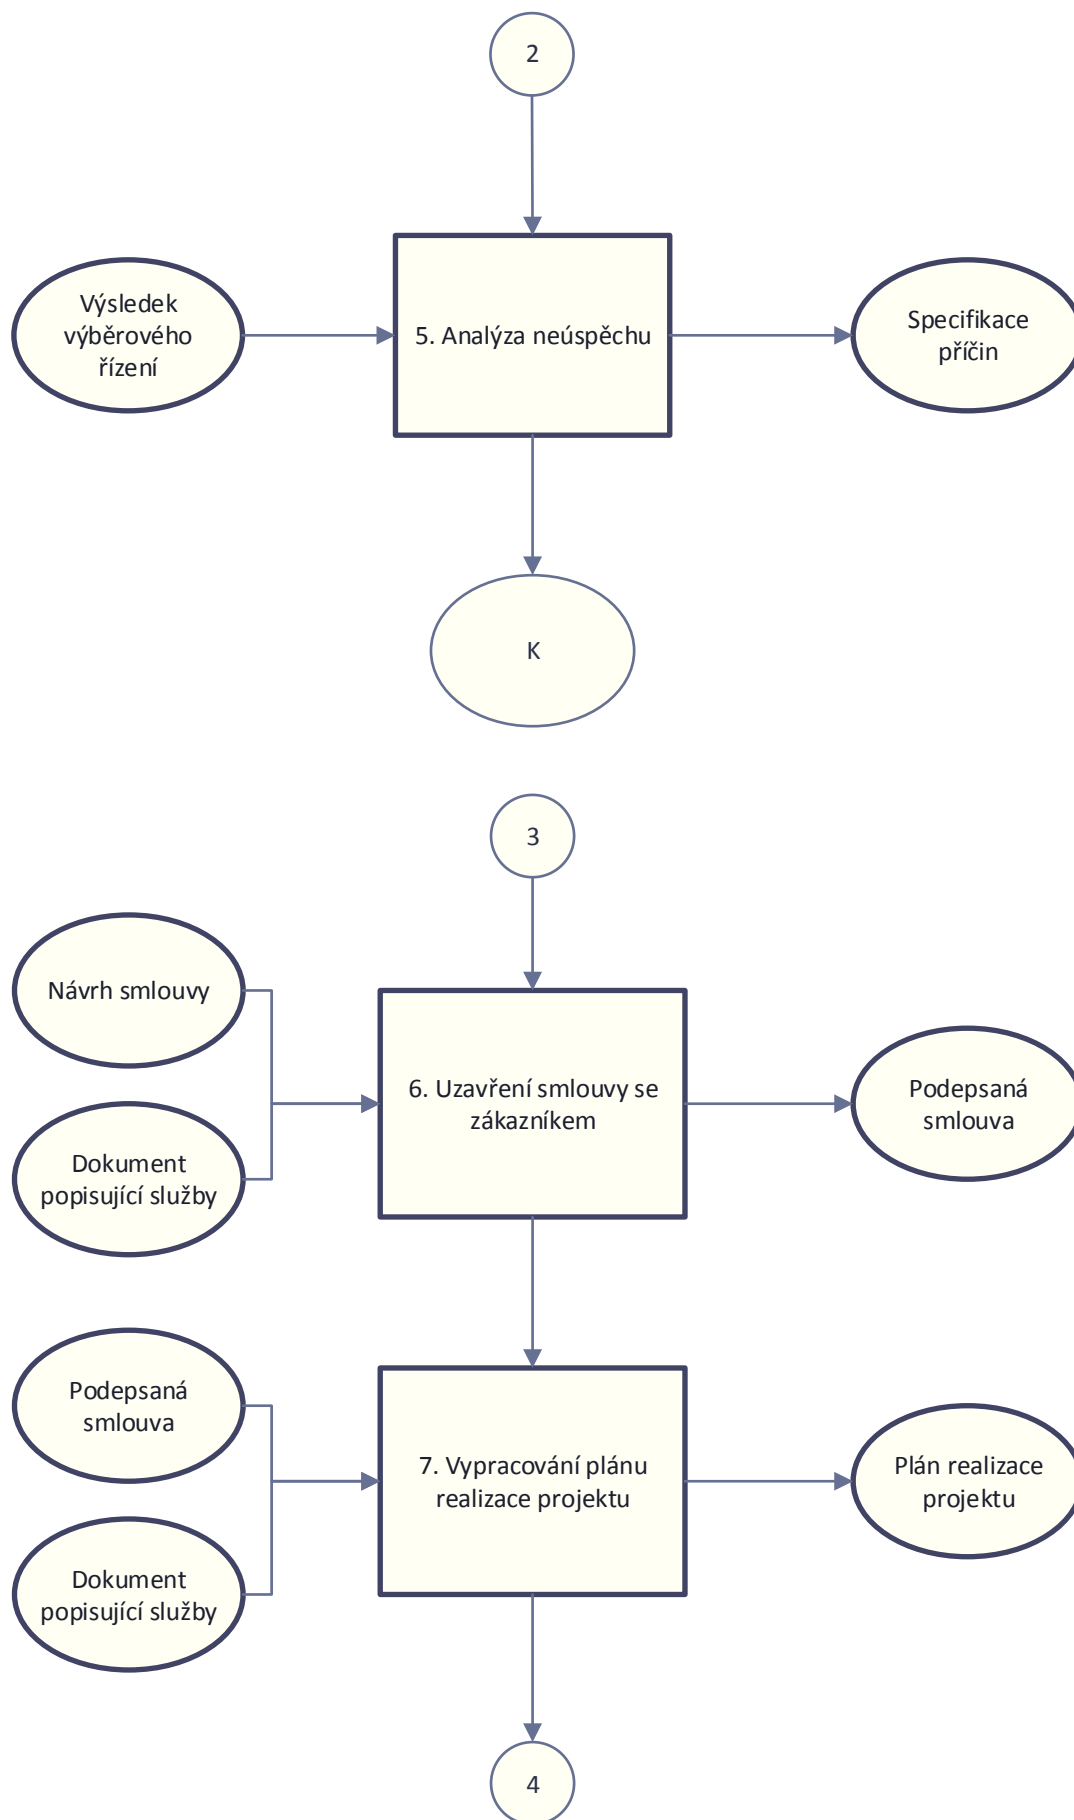 2
Výsledek
výběrového
řízení
5. Analýza neúspěchu
Specifikace
příčin
K
3
Návrh smlouvy
Dokument
popisující služby
6. Uzavření smlouvy se
zákazníkem
Podepsaná
smlouva
Podepsaná
smlouva
Dokument
popisující služby
7. Vypracování plánu
realizace projektu
Plán realizace
projektu
4